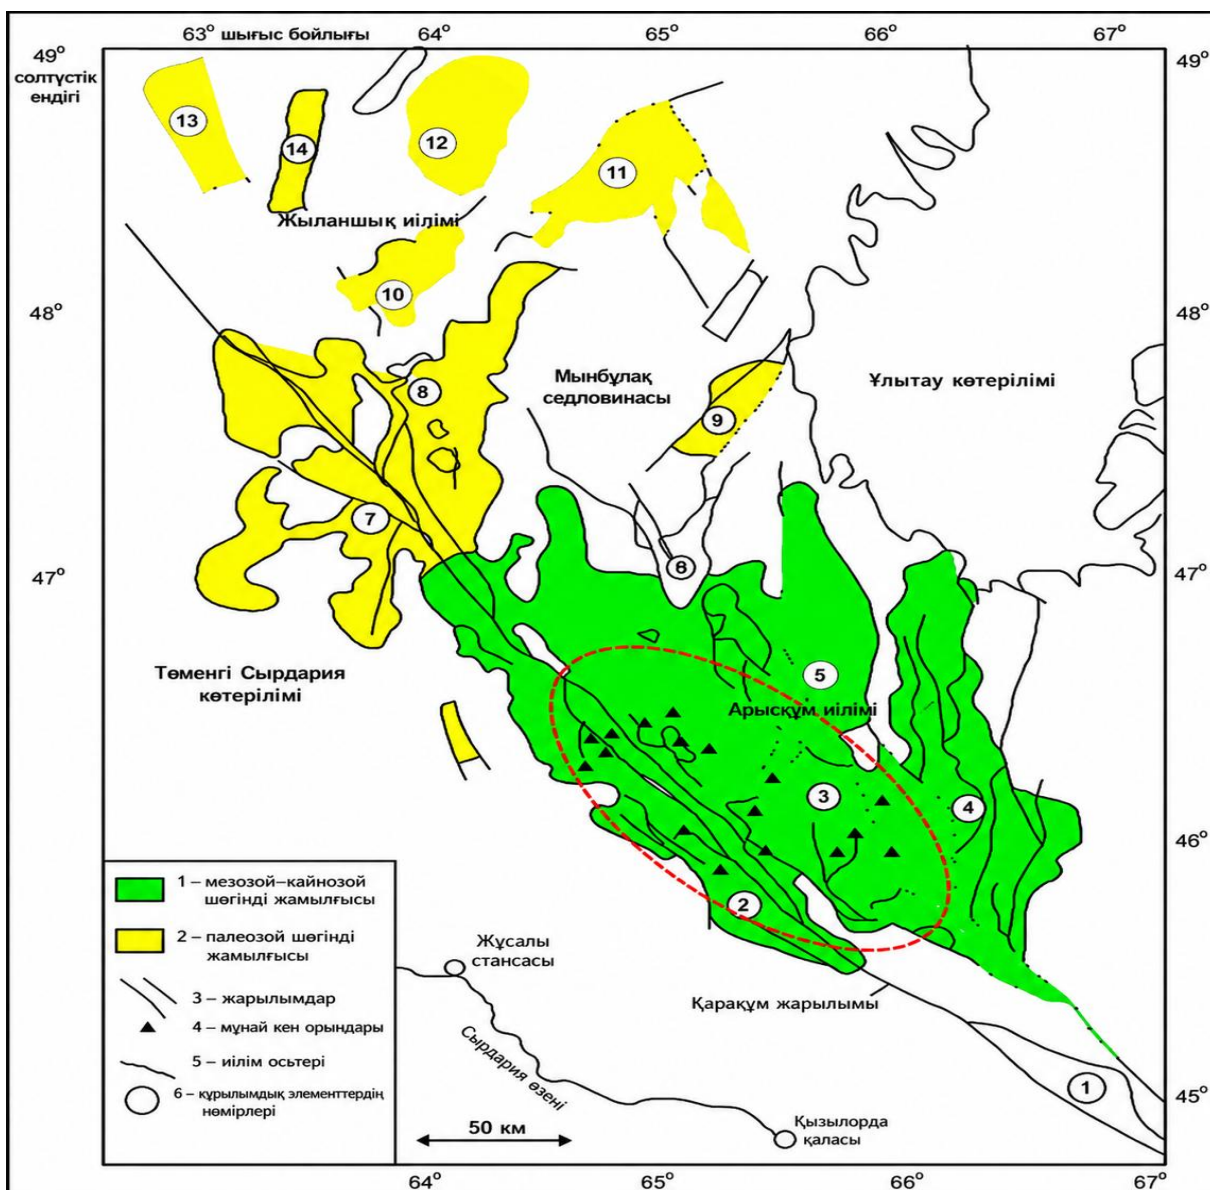 63° шығыс бойлығы 64° 65° 66° 67°
49°
солтүстік
ендігі
49°
13
14
12
11
Жыланшық иілімі
10
48°
48°
Мынбұлақ
седловинасы
Ұлытау көтерілімі
8
9
7
6
47°
47°
Төменгі Сырдария
көтерілімі
5
Арысқұм иілімі
3
4
46°
2
1 – мезозой–кайнозой
шөгінді жамылғысы
2 – палеозой шөгінді
жамылғысы
3 – жарылымдар
4 – мұнай кен орындары
5 – иілім осьтері
6 – құрылымдық элементтердің
нөмірлері
Жұсалы
стансасы
Қарақұм жарылымы
Сырдария өзені
1
45°
50 км
Қызылорда
қаласы
64° 65° 66° 67°